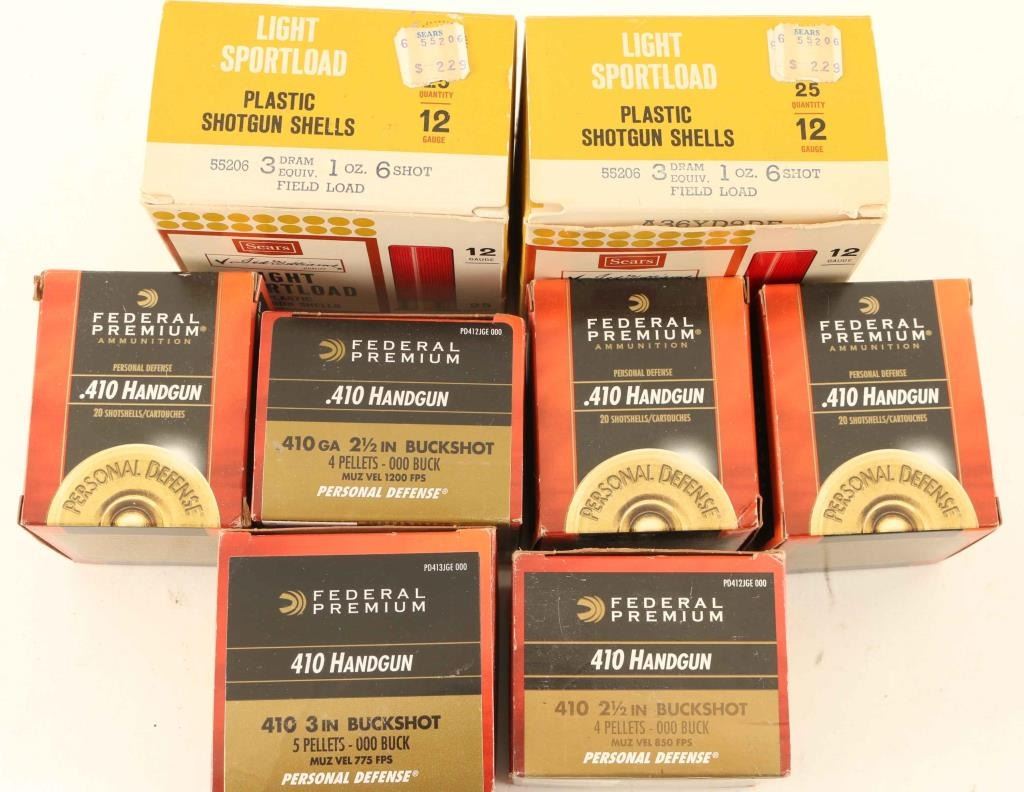 LIGHT
SPORTLOAD
SEARS
6 55206
$ 2.29
PLASTIC
SHOTGUN SHELLS
QUANTITY
12
GAUGE
55206 3 DRAM EQUIV. 1 OZ. 6 SHOT
FIELD LOAD
Sears
12
GAUGE
LIGHT
SPORTLOAD
SEARS
55206
$ 2.29
PLASTIC
SHOTGUN SHELLS
25
QUANTITY
12
GAUGE
55206 3 DRAM EQUIV. 1 OZ. 6 SHOT
FIELD LOAD
Sears
12
GAUGE
FEDERAL
PREMIUM®
AMMUNITION
PERSONAL DEFENSE
.410 HANDGUN
20 SHOTSHELLS/CARTOUCHES
PERSONAL DEFENSE
PD412JGE 000
FEDERAL
PREMIUM
.410 HANDGUN
.410 GA 2½ IN BUCKSHOT
4 PELLETS - 000 BUCK
MUZ VEL 1200 FPS
PERSONAL DEFENSE®
FEDERAL
PREMIUM®
AMMUNITION
PERSONAL DEFENSE
.410 HANDGUN
20 SHOTSHELLS/CARTOUCHES
PERSONAL DEFENSE
FEDERAL
PREMIUM®
AMMUNITION
PERSONAL DEFENSE
.410 HANDGUN
20 SHOTSHELLS/CARTOUCHES
PERSONAL DEFENSE
PD413JGE 000
FEDERAL
PREMIUM
410 HANDGUN
410 3 IN BUCKSHOT
5 PELLETS - 000 BUCK
MUZ VEL 775 FPS
PERSONAL DEFENSE®
PD412JGE 000
FEDERAL
PREMIUM
410 HANDGUN
410 2½ IN BUCKSHOT
4 PELLETS - 000 BUCK
MUZ VEL 850 FPS
PERSONAL DEFENSE®